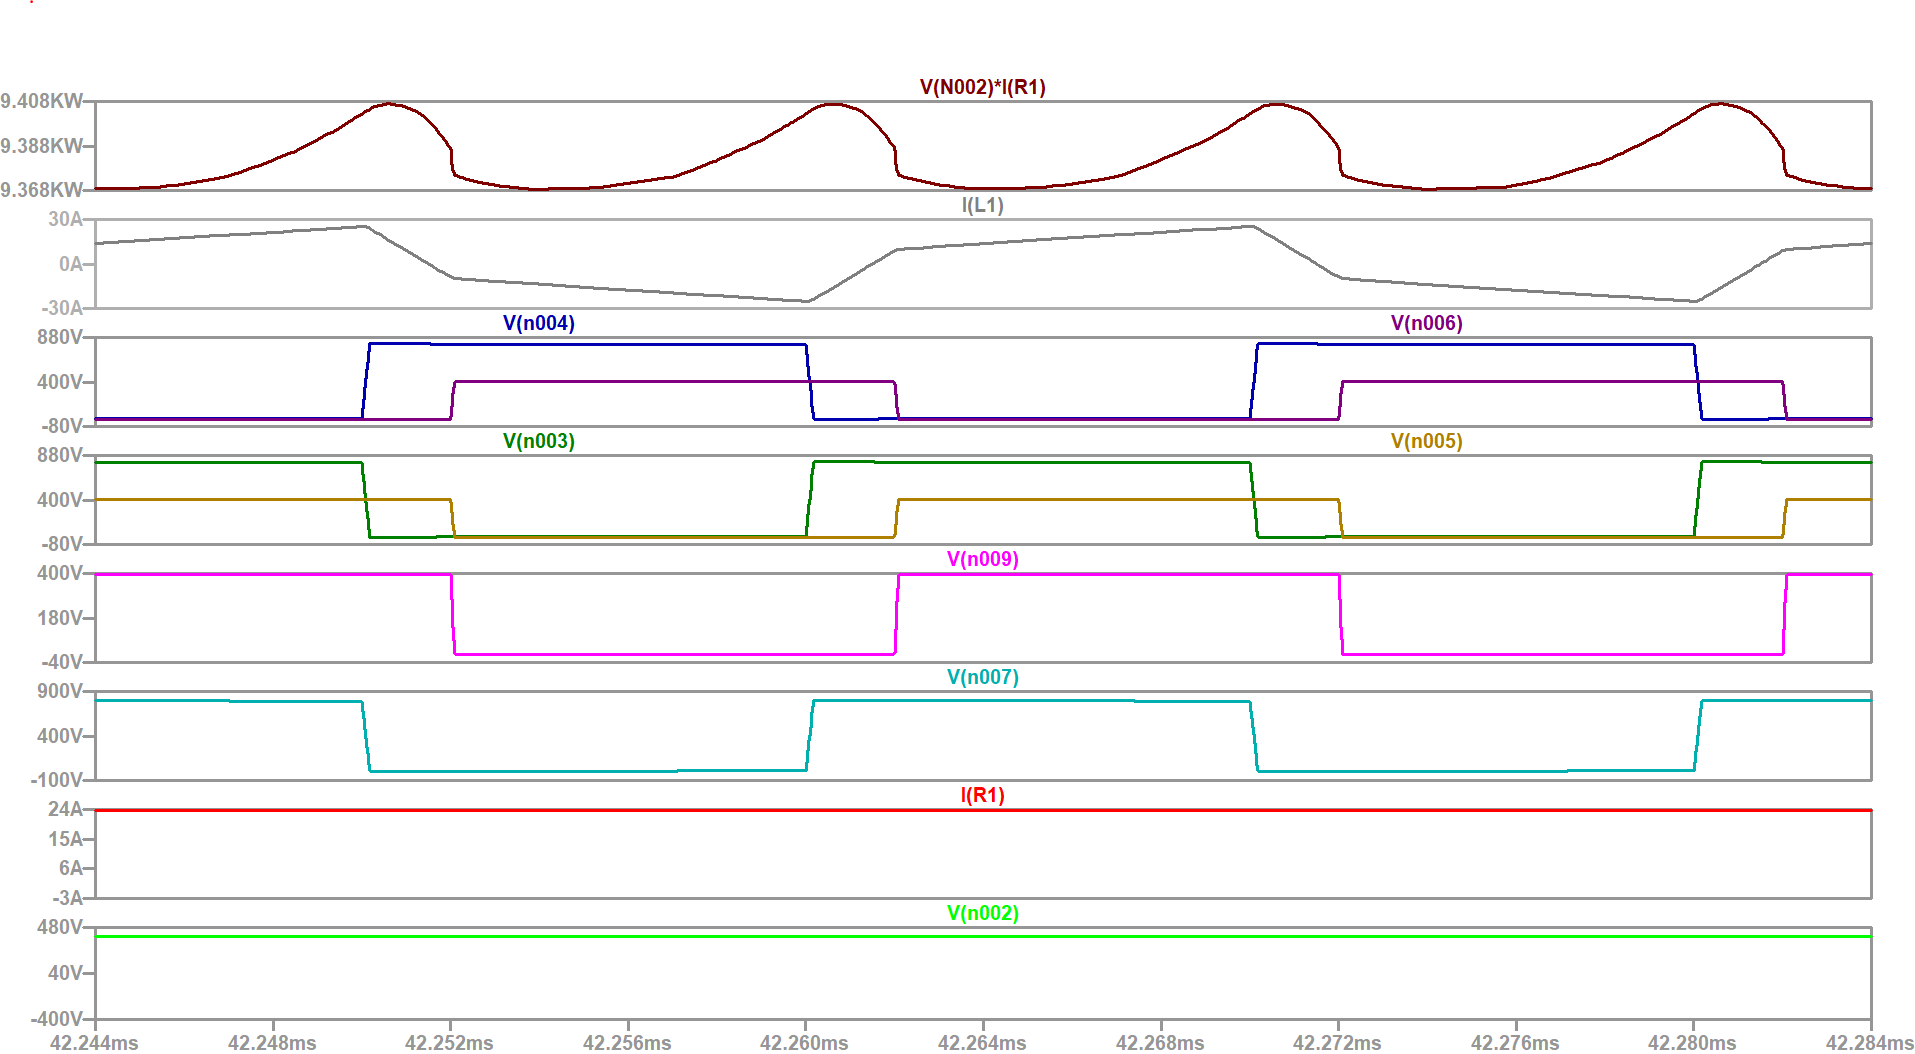 V(N002)*I(R1)
9.408KW
9.388KW
9.368KW
I(L1)
30A
0A
-30A
V(n004) V(n006)
880V
400V
-80V
V(n003) V(n005)
880V
400V
-80V
V(n009)
400V
180V
-40V
V(n007)
900V
400V
-100V
I(R1)
24A
15A
6A
-3A
V(n002)
480V
40V
-400V
42.244ms 42.248ms 42.252ms 42.256ms 42.260ms 42.264ms 42.268ms 42.272ms 42.276ms 42.280ms 42.284ms